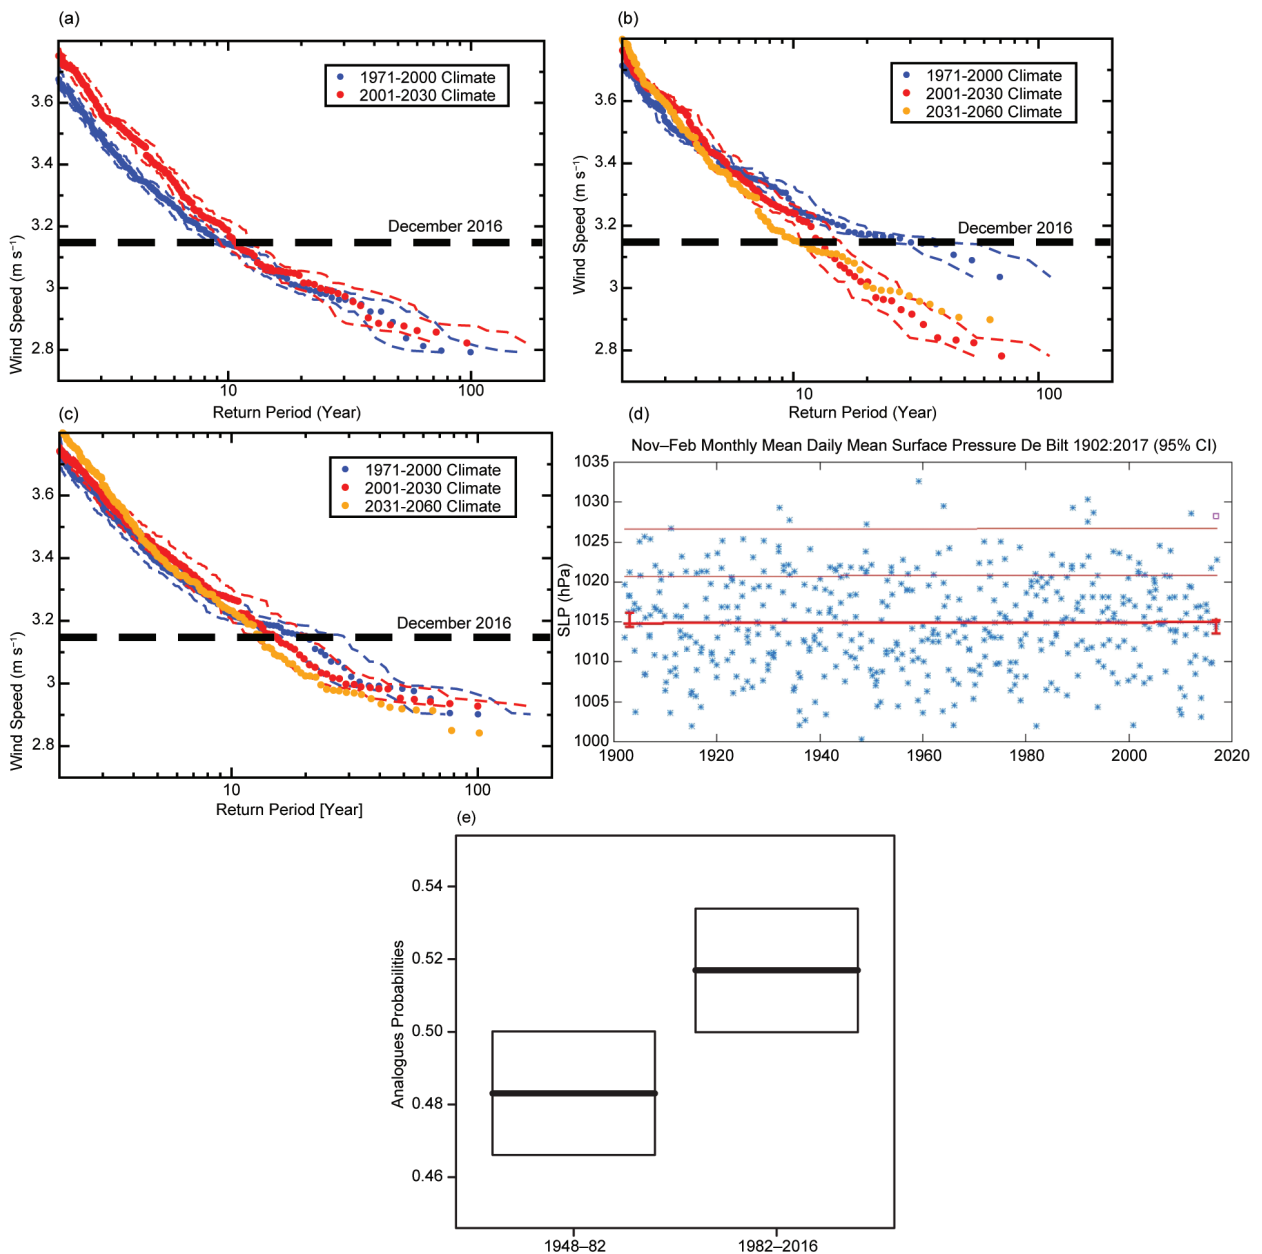 (a)
1971-2000 Climate
2001-2030 Climate
3.6
3.4
3.2
3
2.8
December 2016
Wind Speed (m s⁻¹)
10
100
Return Period (Year)
(b)
1971-2000 Climate
2001-2030 Climate
2031-2060 Climate
3.6
3.4
3.2
3
2.8
December 2016
Wind Speed (m s⁻¹)
10
100
Return Period (Year)
(c)
1971-2000 Climate
2001-2030 Climate
2031-2060 Climate
3.6
3.4
3.2
3
2.8
December 2016
Wind Speed (m s⁻¹)
10
100
Return Period [Year]
(d)
Nov–Feb Monthly Mean Daily Mean Surface Pressure De Bilt 1902:2017 (95% CI)
1035
1030
1025
1020
1015
1010
1005
1000
SLP (hPa)
1900
1920
1940
1960
1980
2000
2020
(e)
0.54
0.52
0.50
0.48
0.46
Analogues Probabilities
1948–82
1982–2016